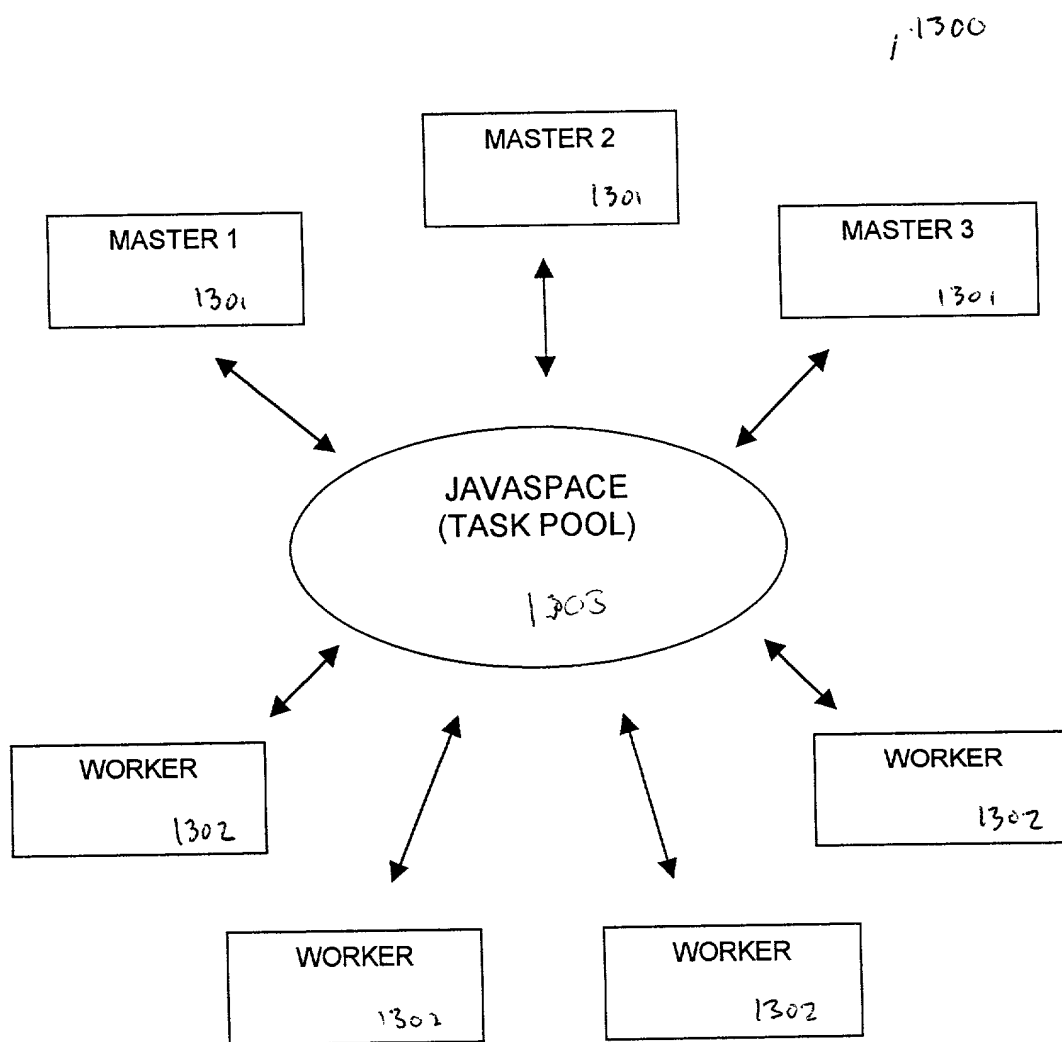 1300
MASTER 2
1301
MASTER 1
1301
MASTER 3
1301
JAVASPACE
(TASK POOL)
1303
WORKER
1302
WORKER
1302
WORKER
1302
WORKER
1302